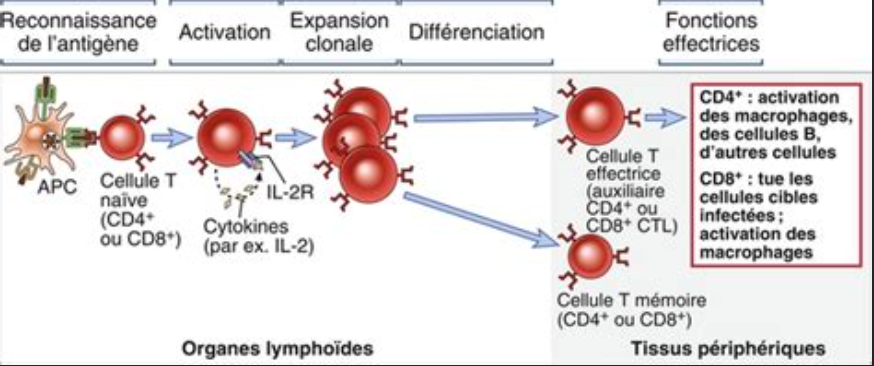 Reconnaissance
de l'antigène
Activation
Expansion
clonale
Différenciation
Fonctions
effectrices
APC
Cellule T
naïve
(CD4+
ou CD8+)
IL-2R
Cytokines
(par ex. IL-2)
Cellule T
effectrice
(auxiliaire
CD4+ ou
CD8+ CTL)
CD4+ : activation
des macrophages,
des cellules B,
d'autres cellules
CD8+ : tue les
cellules cibles
infectées ;
activation des
macrophages
Cellule T mémoire
(CD4+ ou CD8+)
Organes lymphoïdes
Tissus périphériques